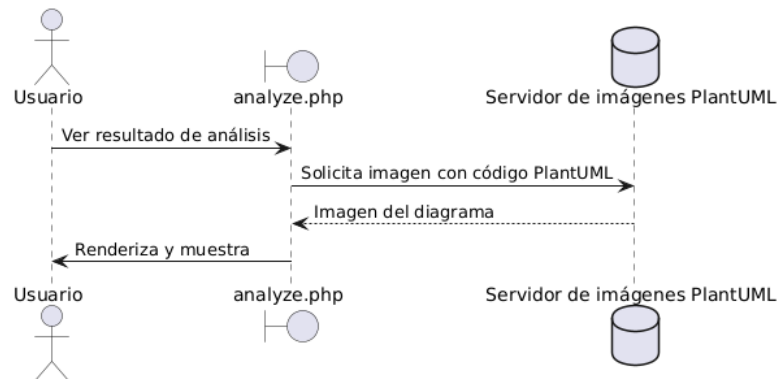 Usuario
analyze.php
Servidor de imágenes PlantUML
Ver resultado de análisis
Solicita imagen con código PlantUML
Imagen del diagrama
Renderiza y muestra
Usuario
analyze.php
Servidor de imágenes PlantUML